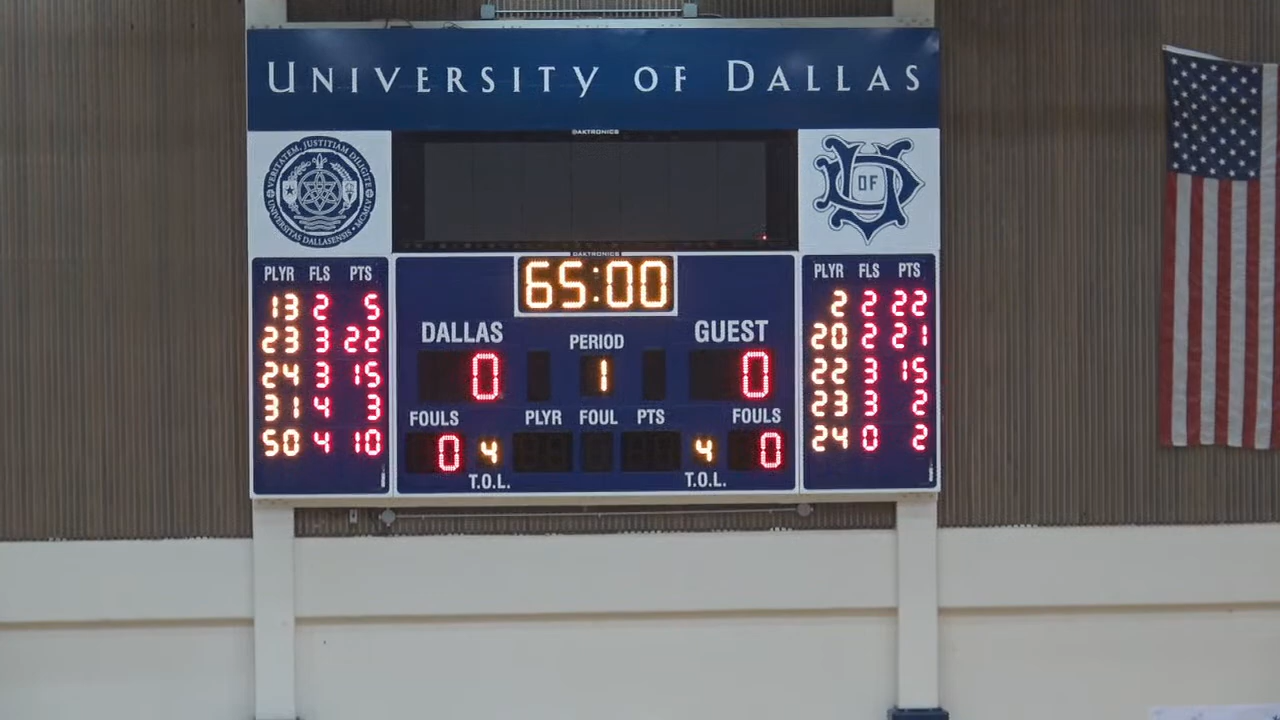 UNIVERSITY OF DALLAS
DAKTRONICS
VERITATEM, JUSTITIAM DILIGITE
UNIVERSITAS DALLASENSIS • MCMLV
UD OF
DAKTRONICS
65:00
PLYR FLS PTS
13 2 5
23 3 22
24 3 15
31 4 3
50 4 10
DALLAS PERIOD GUEST
0 1 0
FOULS PLYR FOUL PTS FOULS
0 4 4 0
T.O.L. T.O.L.
PLYR FLS PTS
2 2 22
20 2 21
22 3 15
23 3 2
24 0 2